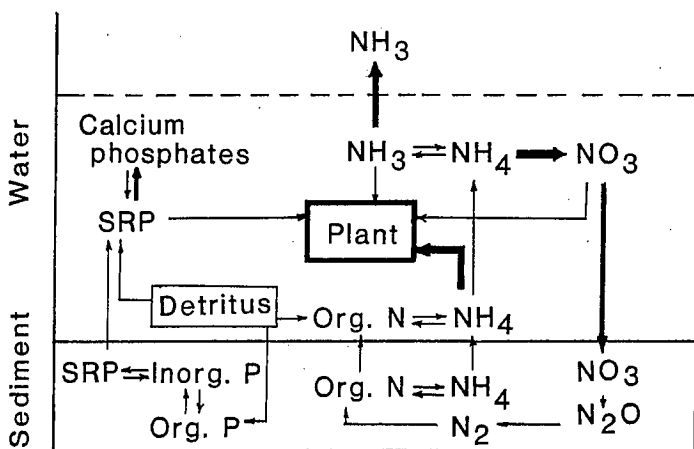 NH3
Water
Calcium
phosphates
NH3 ⇌ NH4 → NO3
SRP
Plant
Detritus
Org. N ⇌ NH4
Sediment
SRP ⇌ Inorg. P
Org. P
Org. N ⇌ NH4
NO3
N2
N2O